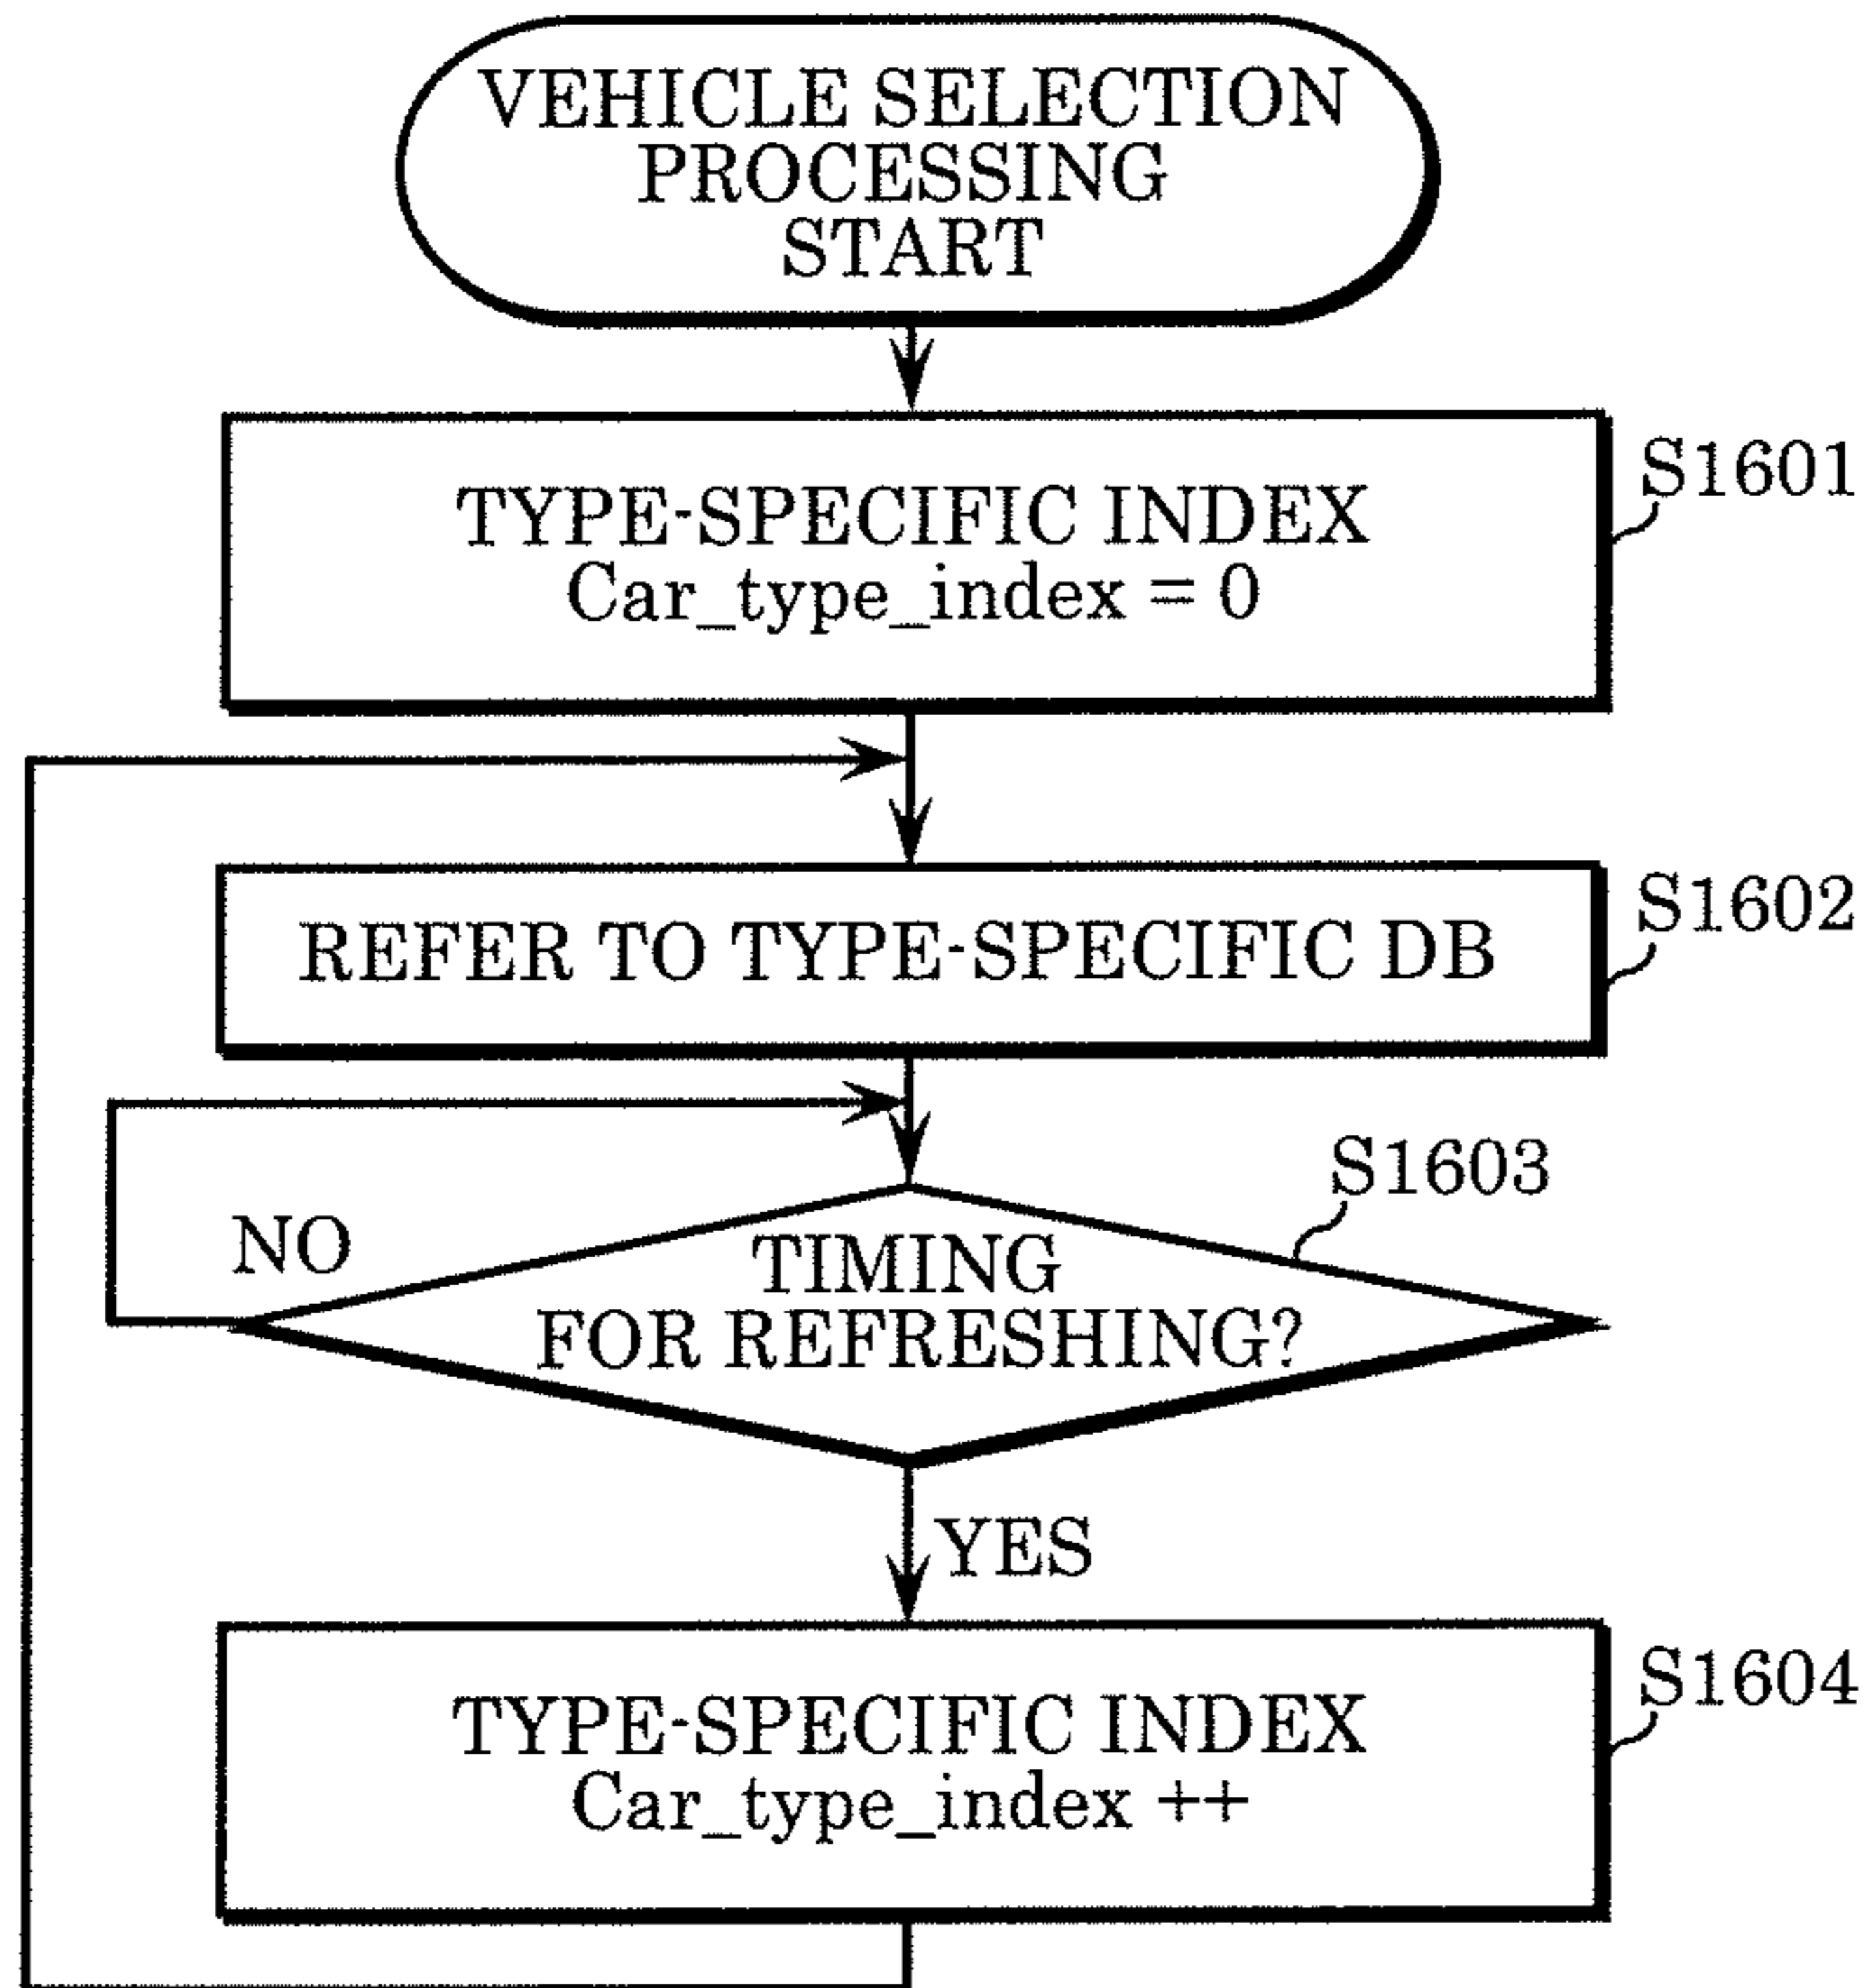 VEHICLE SELECTION
PROCESSING
START
S1601
TYPE-SPECIFIC INDEX
Car_type_index = 0
S1602
REFER TO TYPE-SPECIFIC DB
S1603
NO
TIMING
FOR REFRESHING?
YES
S1604
TYPE-SPECIFIC INDEX
Car_type_index ++